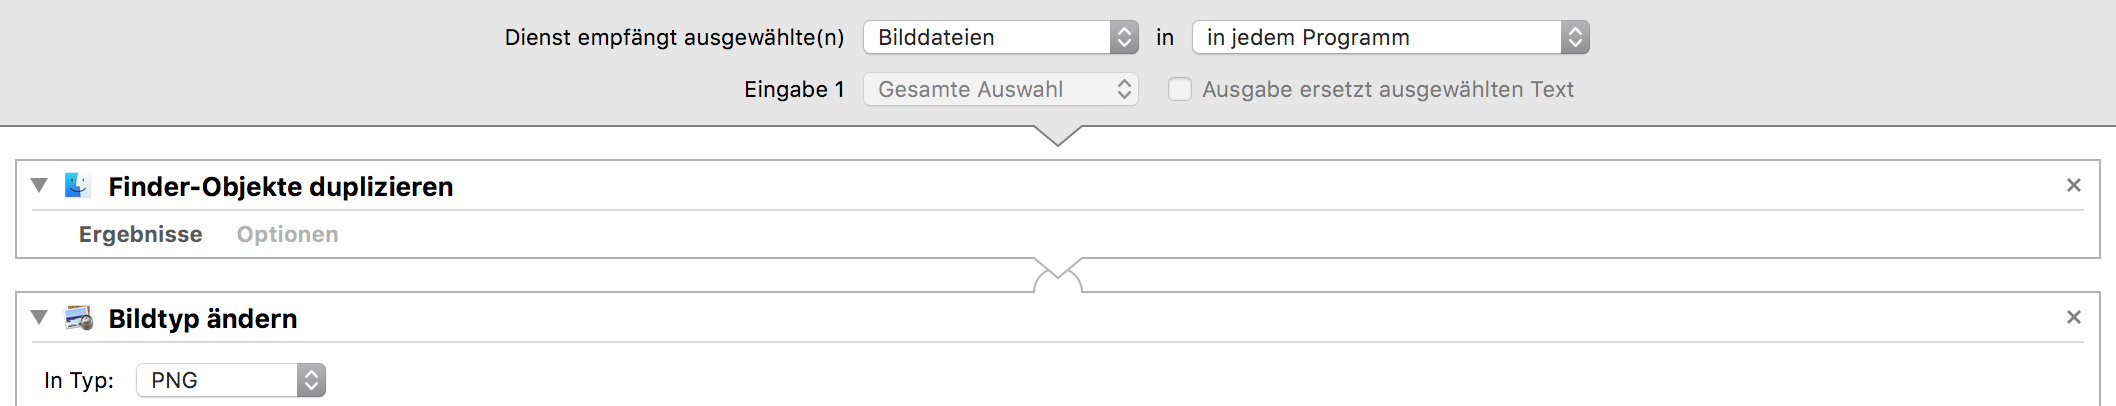 Dienst empfängt ausgewählte(n) Bilddateien in in jedem Programm
Eingabe 1 Gesamte Auswahl Ausgabe ersetzt ausgewählten Text
Finder-Objekte duplizieren
Ergebnisse Optionen
Bildtyp ändern
In Typ: PNG